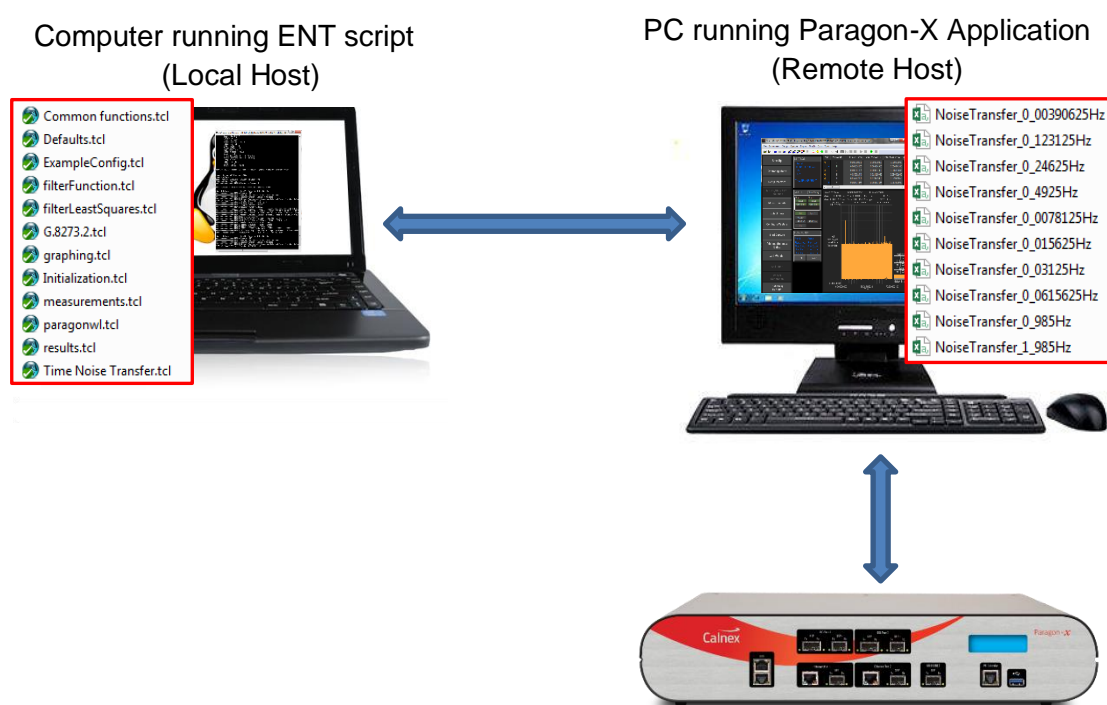 Computer running ENT script
(Local Host)
Common functions.tcl
Defaults.tcl
ExampleConfig.tcl
filterFunction.tcl
filterLeastSquares.tcl
G.8273.2.tcl
graphing.tcl
Initialization.tcl
measurements.tcl
paragonwl.tcl
results.tcl
Time Noise Transfer.tcl
PC running Paragon-X Application
(Remote Host)
NoiseTransfer_0_00390625Hz
NoiseTransfer_0_123125Hz
NoiseTransfer_0_24625Hz
NoiseTransfer_0_4925Hz
NoiseTransfer_0_0078125Hz
NoiseTransfer_0_015625Hz
NoiseTransfer_0_03125Hz
NoiseTransfer_0_0615625Hz
NoiseTransfer_0_985Hz
NoiseTransfer_1_985Hz
Calnex
Paragon-X